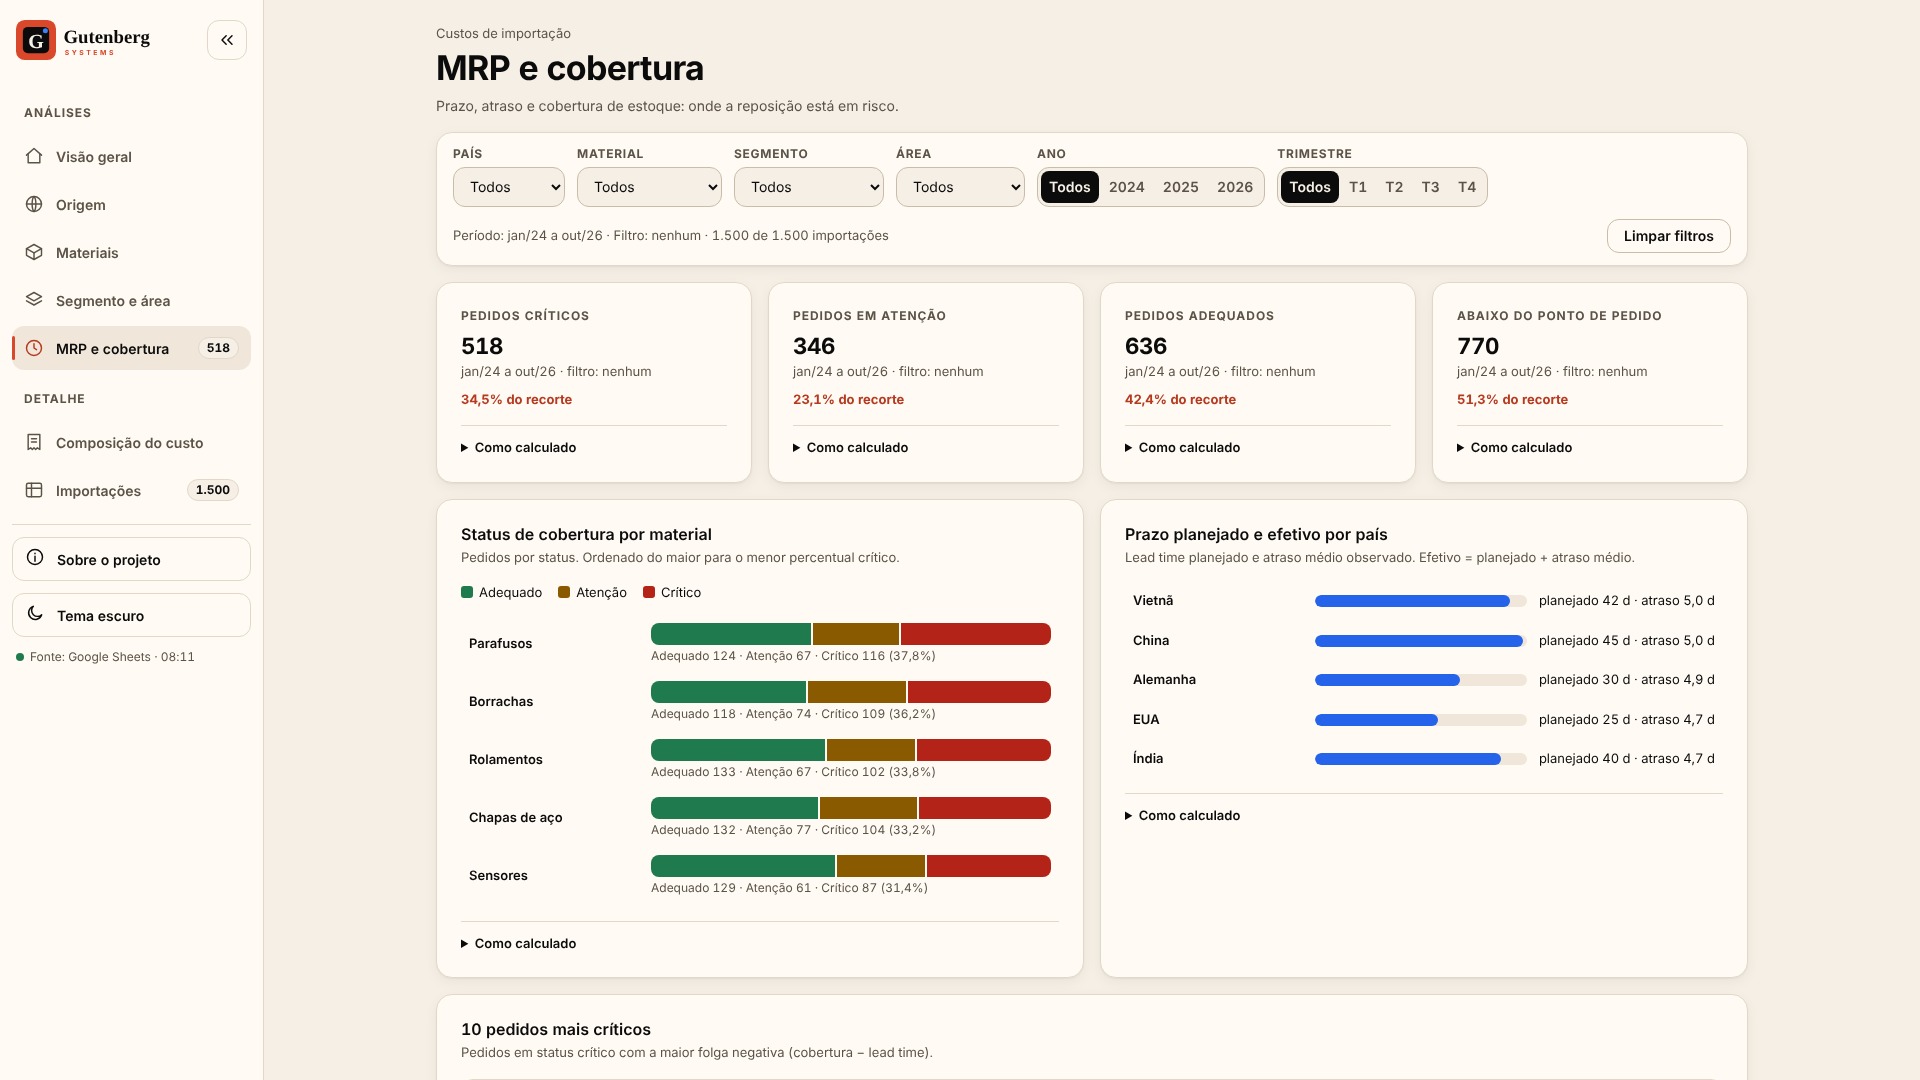 G Gutenberg
SYSTEMS
ANÁLISES
Visão geral
Origem
Materiais
Segmento e área
MRP e cobertura 518
DETALHE
Composição do custo
Importações 1.500
Sobre o projeto
Tema escuro
Fonte: Google Sheets · 08:11
Custos de importação
MRP e cobertura
Prazo, atraso e cobertura de estoque: onde a reposição está em risco.
PAÍS MATERIAL SEGMENTO ÁREA ANO TRIMESTRE
Todos Todos Todos Todos Todos 2024 2025 2026 Todos T1 T2 T3 T4
Período: jan/24 a out/26 · Filtro: nenhum · 1.500 de 1.500 importações Limpar filtros
PEDIDOS CRÍTICOS
518
jan/24 a out/26 · filtro: nenhum
34,5% do recorte
Como calculado
PEDIDOS EM ATENÇÃO
346
jan/24 a out/26 · filtro: nenhum
23,1% do recorte
Como calculado
PEDIDOS ADEQUADOS
636
jan/24 a out/26 · filtro: nenhum
42,4% do recorte
Como calculado
ABAIXO DO PONTO DE PEDIDO
770
jan/24 a out/26 · filtro: nenhum
51,3% do recorte
Como calculado
Status de cobertura por material
Pedidos por status. Ordenado do maior para o menor percentual crítico.
Adequado Atenção Crítico
Parafusos
Adequado 124 · Atenção 67 · Crítico 116 (37,8%)
Borrachas
Adequado 118 · Atenção 74 · Crítico 109 (36,2%)
Rolamentos
Adequado 133 · Atenção 67 · Crítico 102 (33,8%)
Chapas de aço
Adequado 132 · Atenção 77 · Crítico 104 (33,2%)
Sensores
Adequado 129 · Atenção 61 · Crítico 87 (31,4%)
Como calculado
Prazo planejado e efetivo por país
Lead time planejado e atraso médio observado. Efetivo = planejado + atraso médio.
Vietnã planejado 42 d · atraso 5,0 d
China planejado 45 d · atraso 5,0 d
Alemanha planejado 30 d · atraso 4,9 d
EUA planejado 25 d · atraso 4,7 d
Índia planejado 40 d · atraso 4,7 d
Como calculado
10 pedidos mais críticos
Pedidos em status crítico com a maior folga negativa (cobertura − lead time).